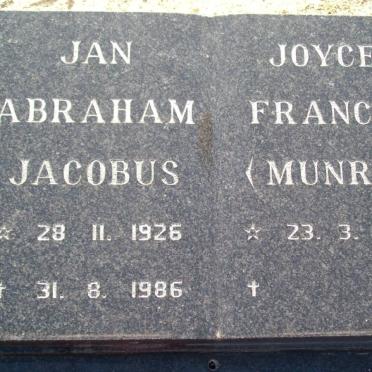 JAN
ABRAHAM
JACOBUS
☆ 28 11. 1926
† 31. 8. 1986
JOYCE
FRANC
(MUNR
☆ 23. 3.
†